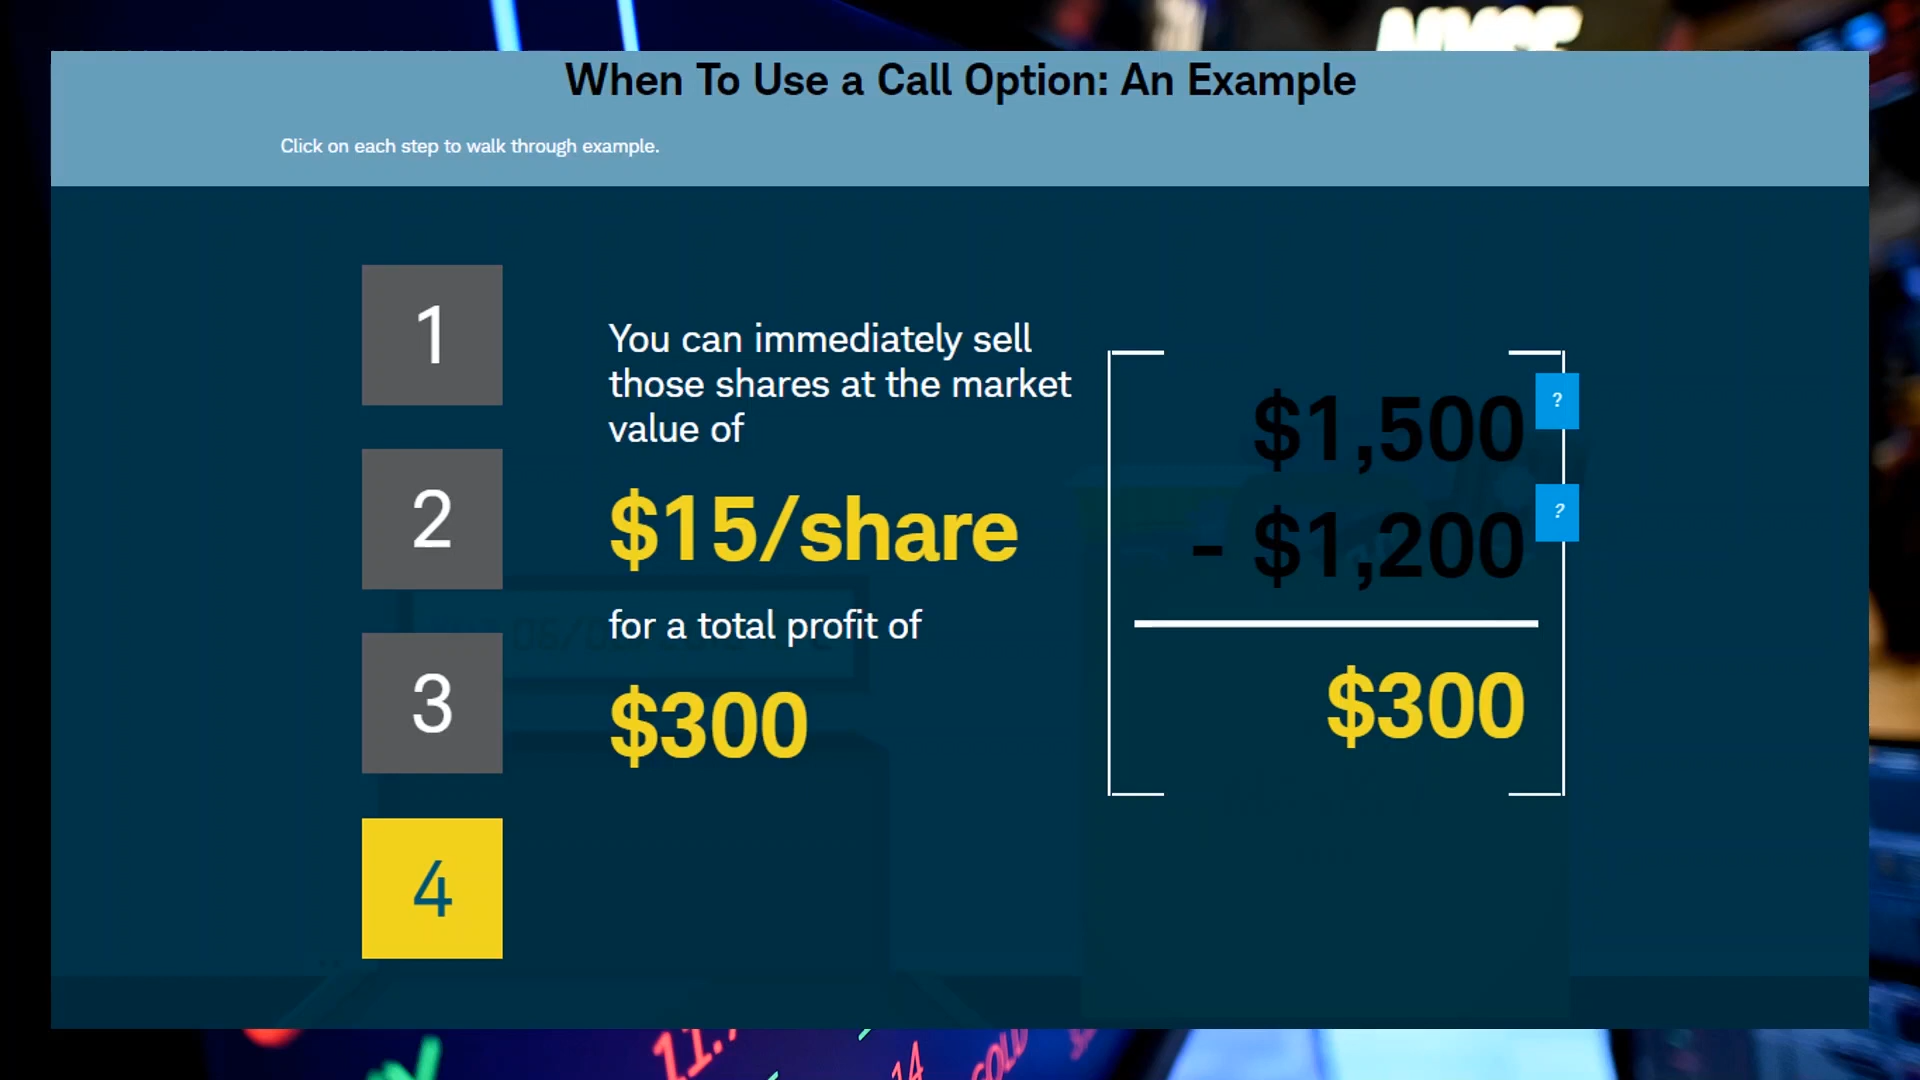 When To Use a Call Option: An Example
Click on each step to walk through example.
1
2
3
4
You can immediately sell
those shares at the market
value of
$15/share
for a total profit of
$300
$1,500
?
- $1,200
?
$300
14
GOLD